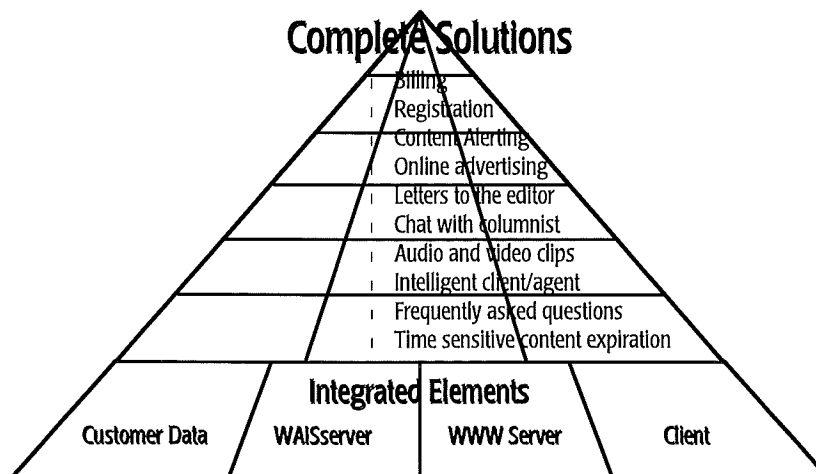 Complete Solutions
Billing
Registration
Content Alerting
Online advertising
Letters to the editor
Chat with columnist
Audio and video clips
Intelligent client/agent
Frequently asked questions
Time sensitive content expiration
Integrated Elements
Customer Data WAISserver WWW Server Client